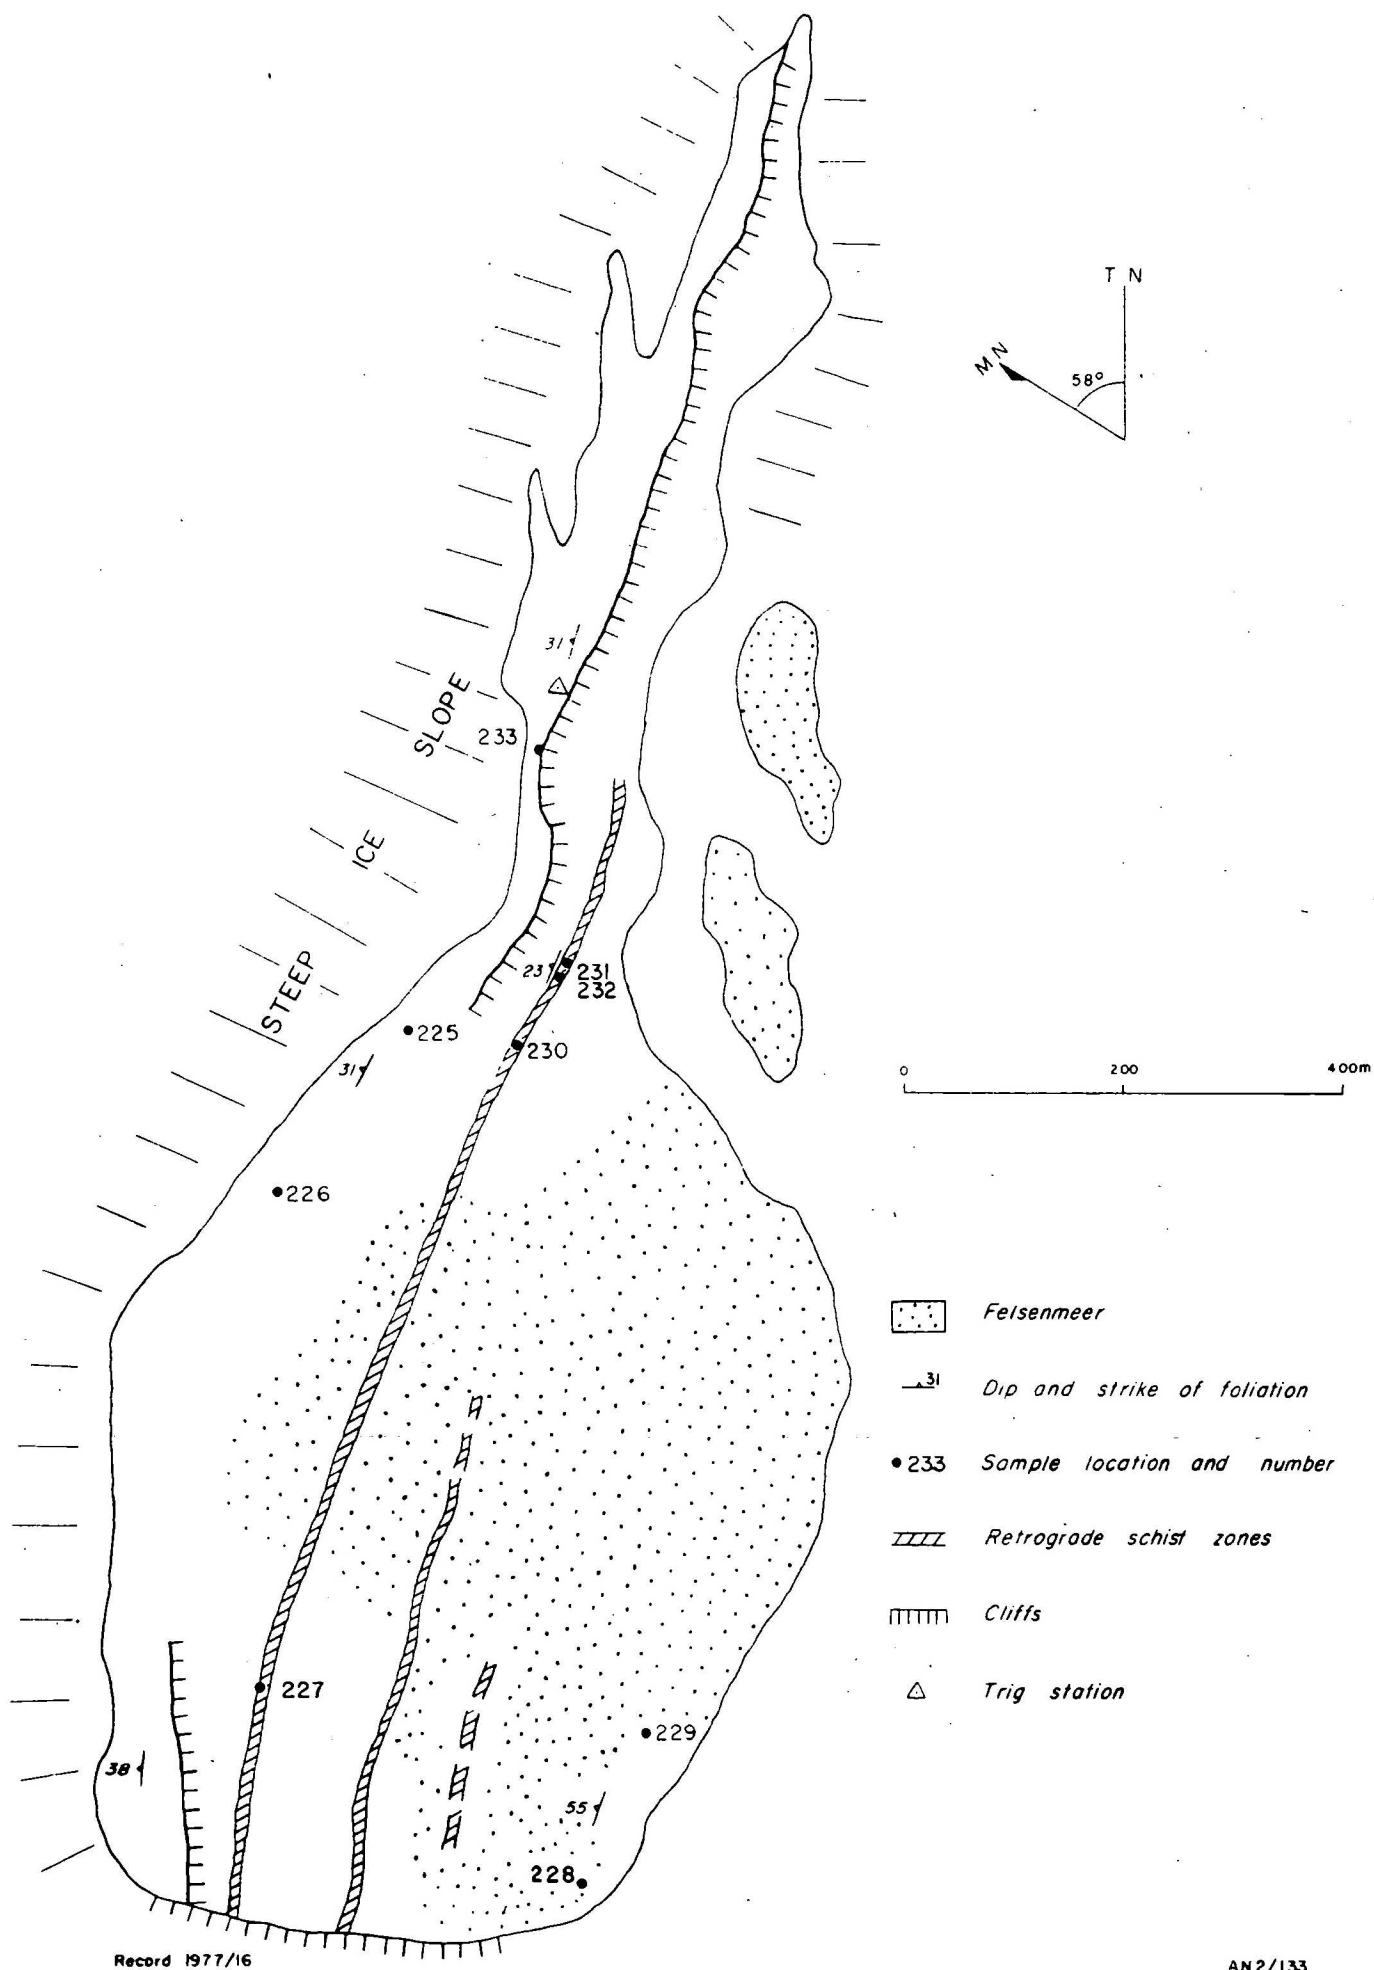 T N
M N
58°
31
SLOPE
233
ICE
23
231
232
STEEP
225
230
31
0 200 400m
226
Felsenmeer
31 Dip and strike of foliation
233 Sample location and number
Retrograde schist zones
Cliffs
227
Trig station
229
38
55
228
Record 1977/16
AN2/133